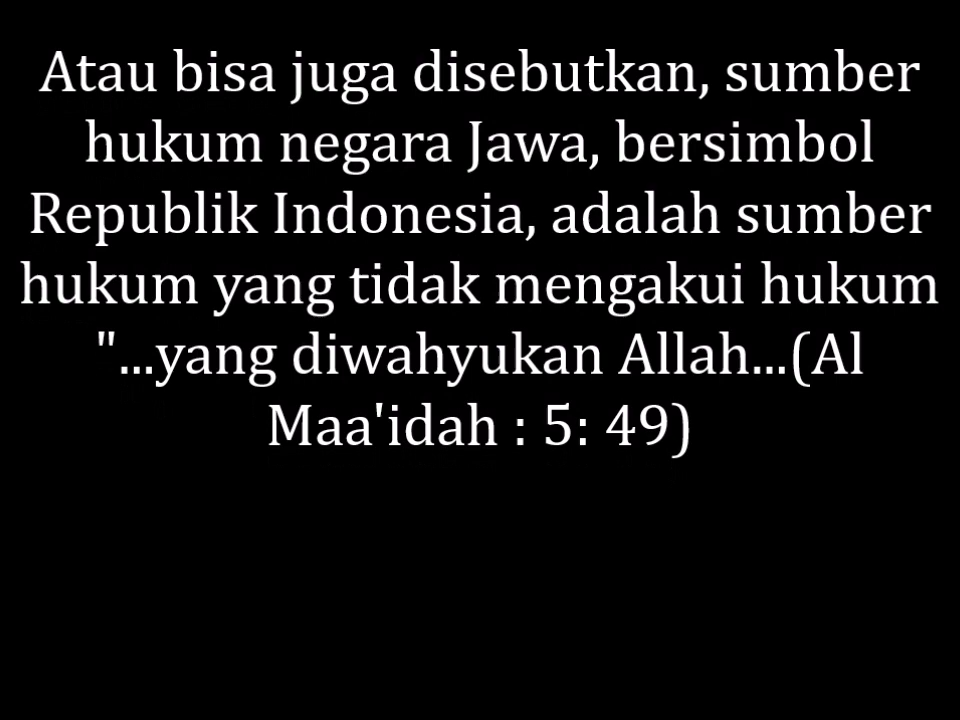 Atau bisa juga disebutkan, sumber
hukum negara Jawa, bersimbol
Republik Indonesia, adalah sumber
hukum yang tidak mengakui hukum
"...yang diwahyukan Allah...(Al
Maa'idah : 5: 49)